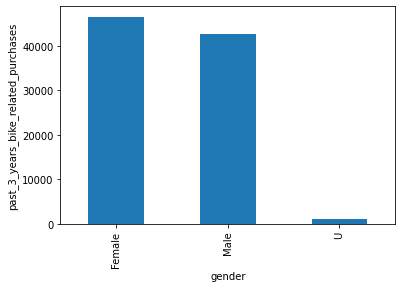 past_3_years_bike_related_purchases
40000
30000
20000
10000
0
Female
Male
U
gender